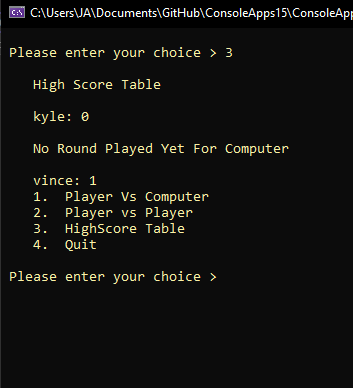 C:\Users\JA\Documents\GitHub\ConsoleApps15\ConsoleApp
Please enter your choice > 3
High Score Table
kyle: 0
No Round Played Yet For Computer
vince: 1
1. Player Vs Computer
2. Player vs Player
3. HighScore Table
4. Quit
Please enter your choice >